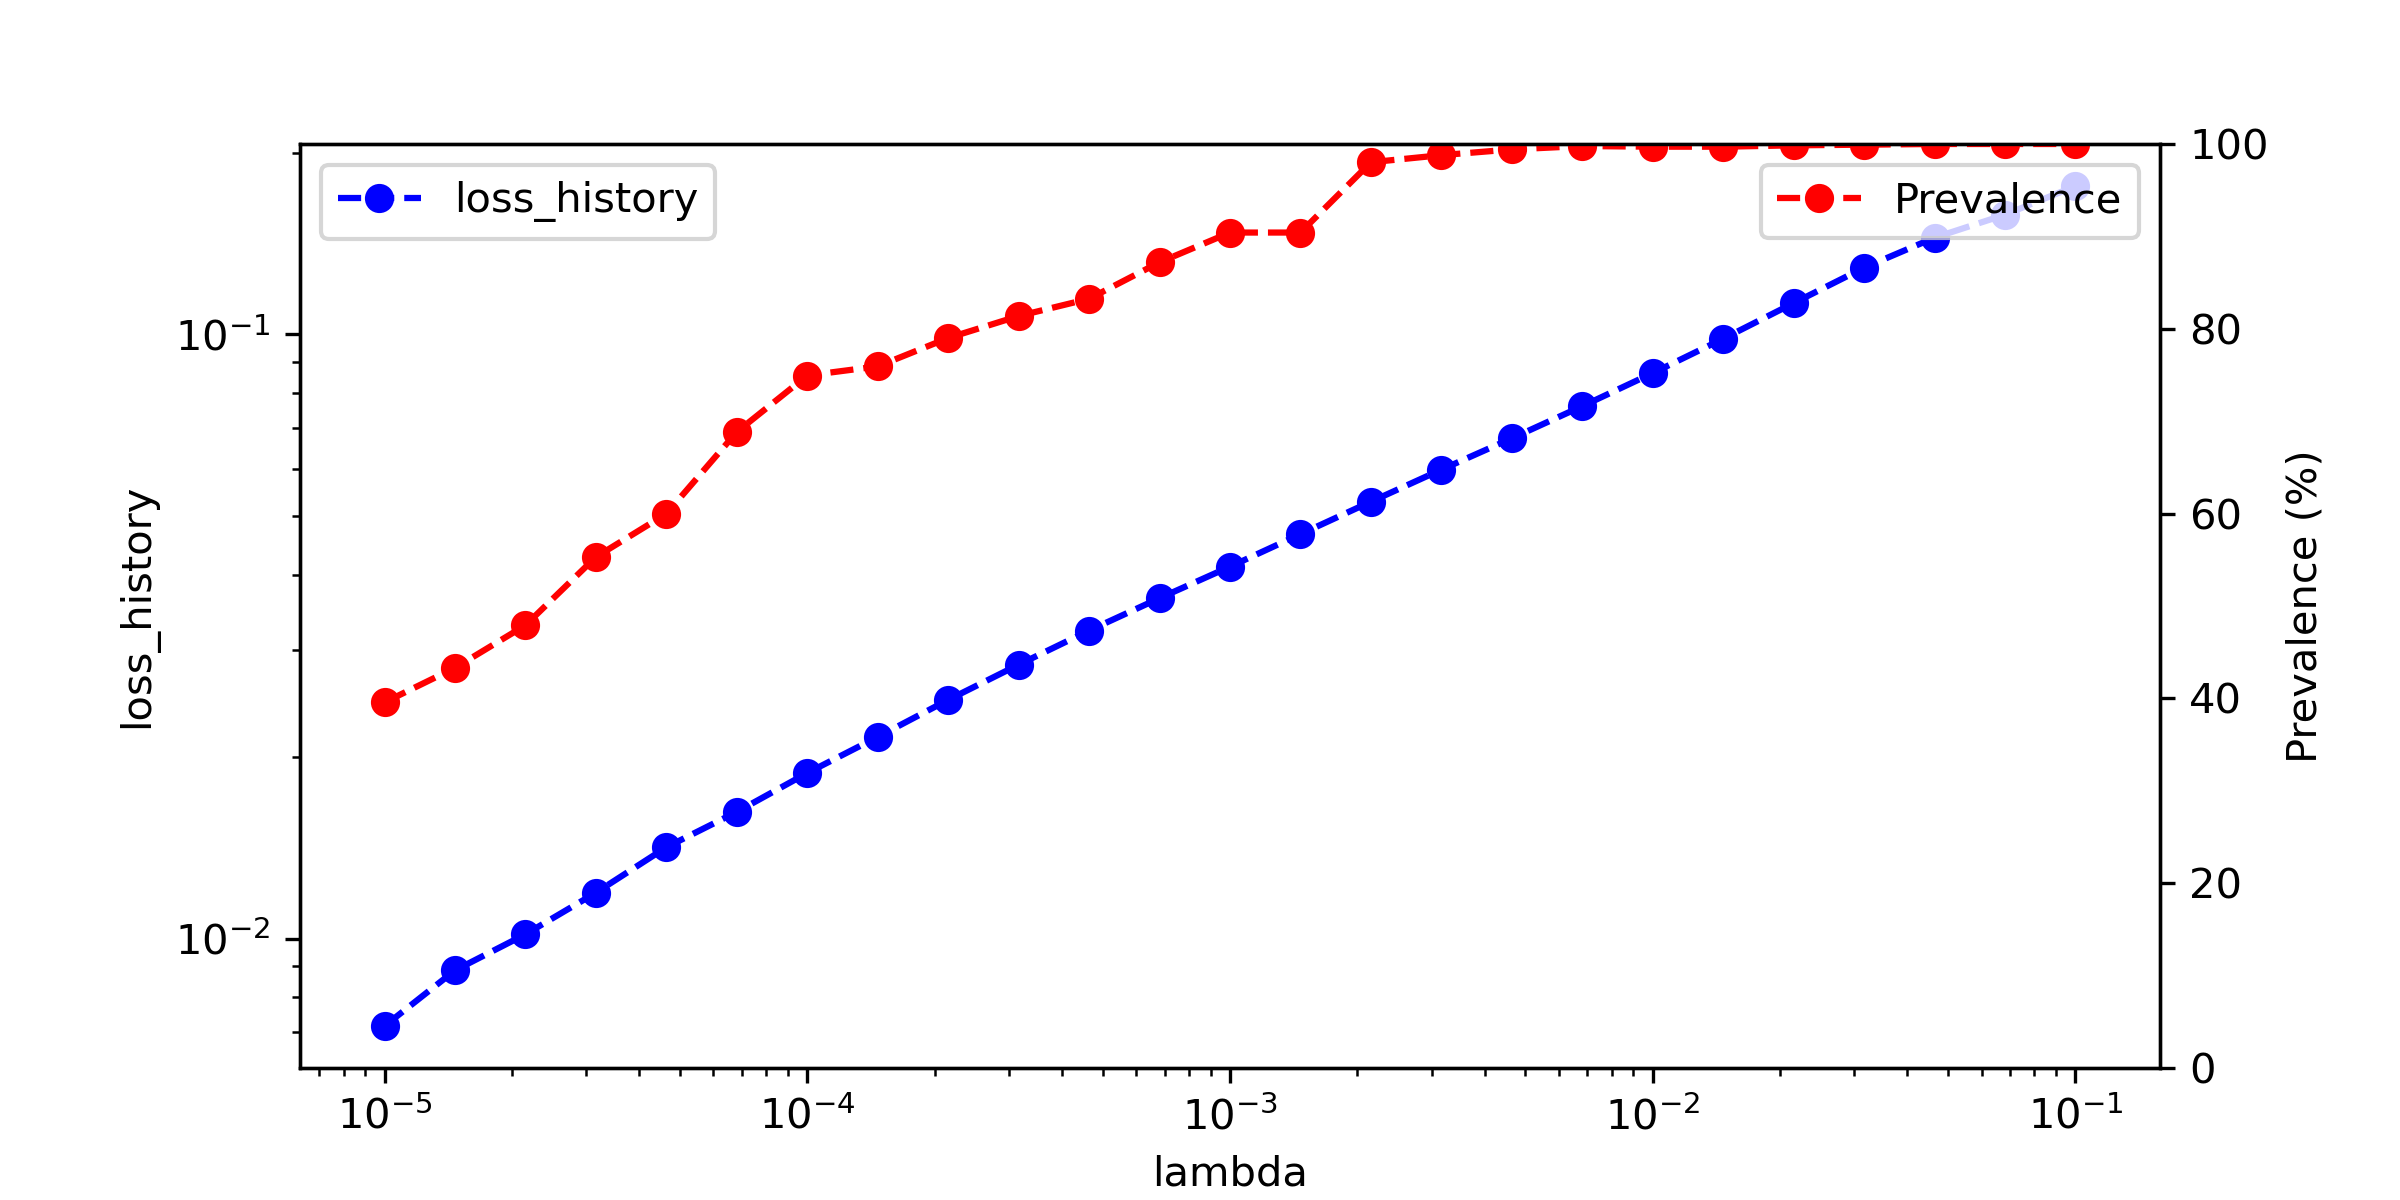 loss_history
Prevalence
10⁻¹
10⁻²
loss_history
100
80
60
40
20
0
Prevalence (%)
10⁻⁵
10⁻⁴
10⁻³
10⁻²
10⁻¹
lambda